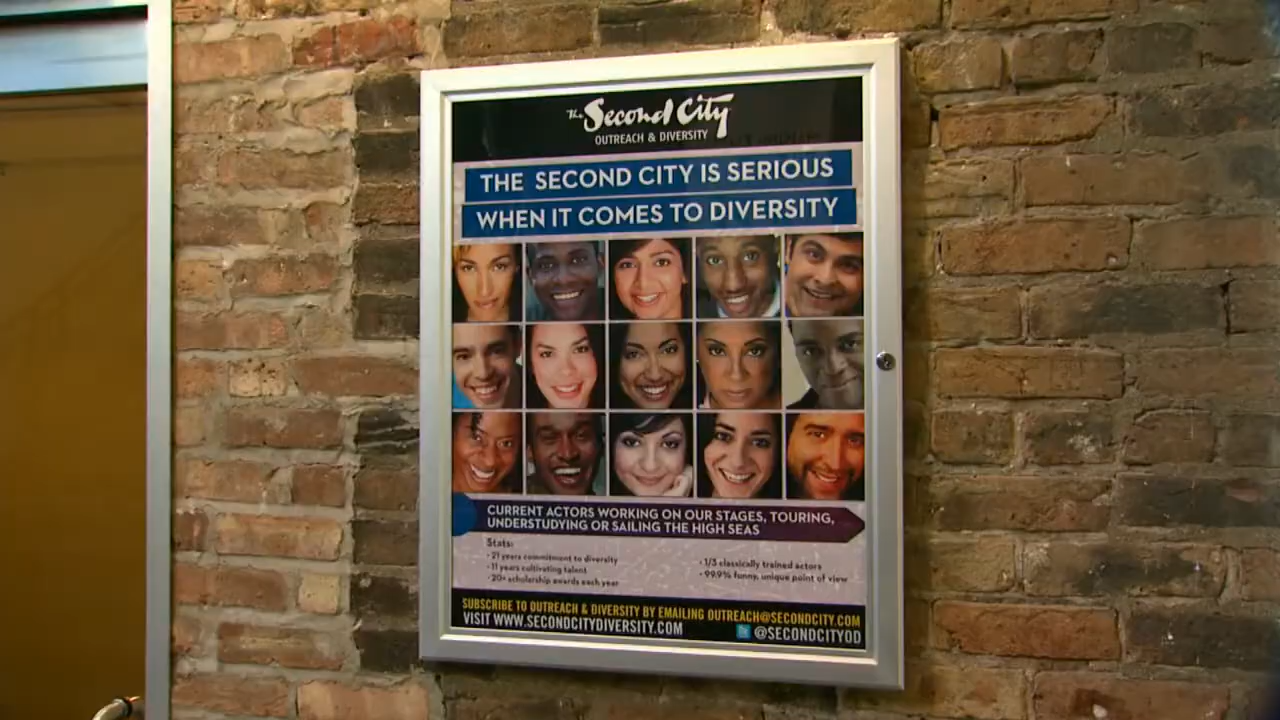 The Second City
OUTREACH & DIVERSITY
THE SECOND CITY IS SERIOUS
WHEN IT COMES TO DIVERSITY
CURRENT ACTORS WORKING ON OUR STAGES, TOURING,
UNDERSTUDYING OR SAILING THE HIGH SEAS
Stats:
• 21 years commitment to diversity
• 11 years cultivating talent
• 20+ scholarship awards each year
• 1/3 classically trained actors
• 99.9% funny, unique point of view
SUBSCRIBE TO OUTREACH & DIVERSITY BY EMAILING OUTREACH@SECONDCITY.COM
VISIT WWW.SECONDCITYDIVERSITY.COM
@SECONDCITYOD